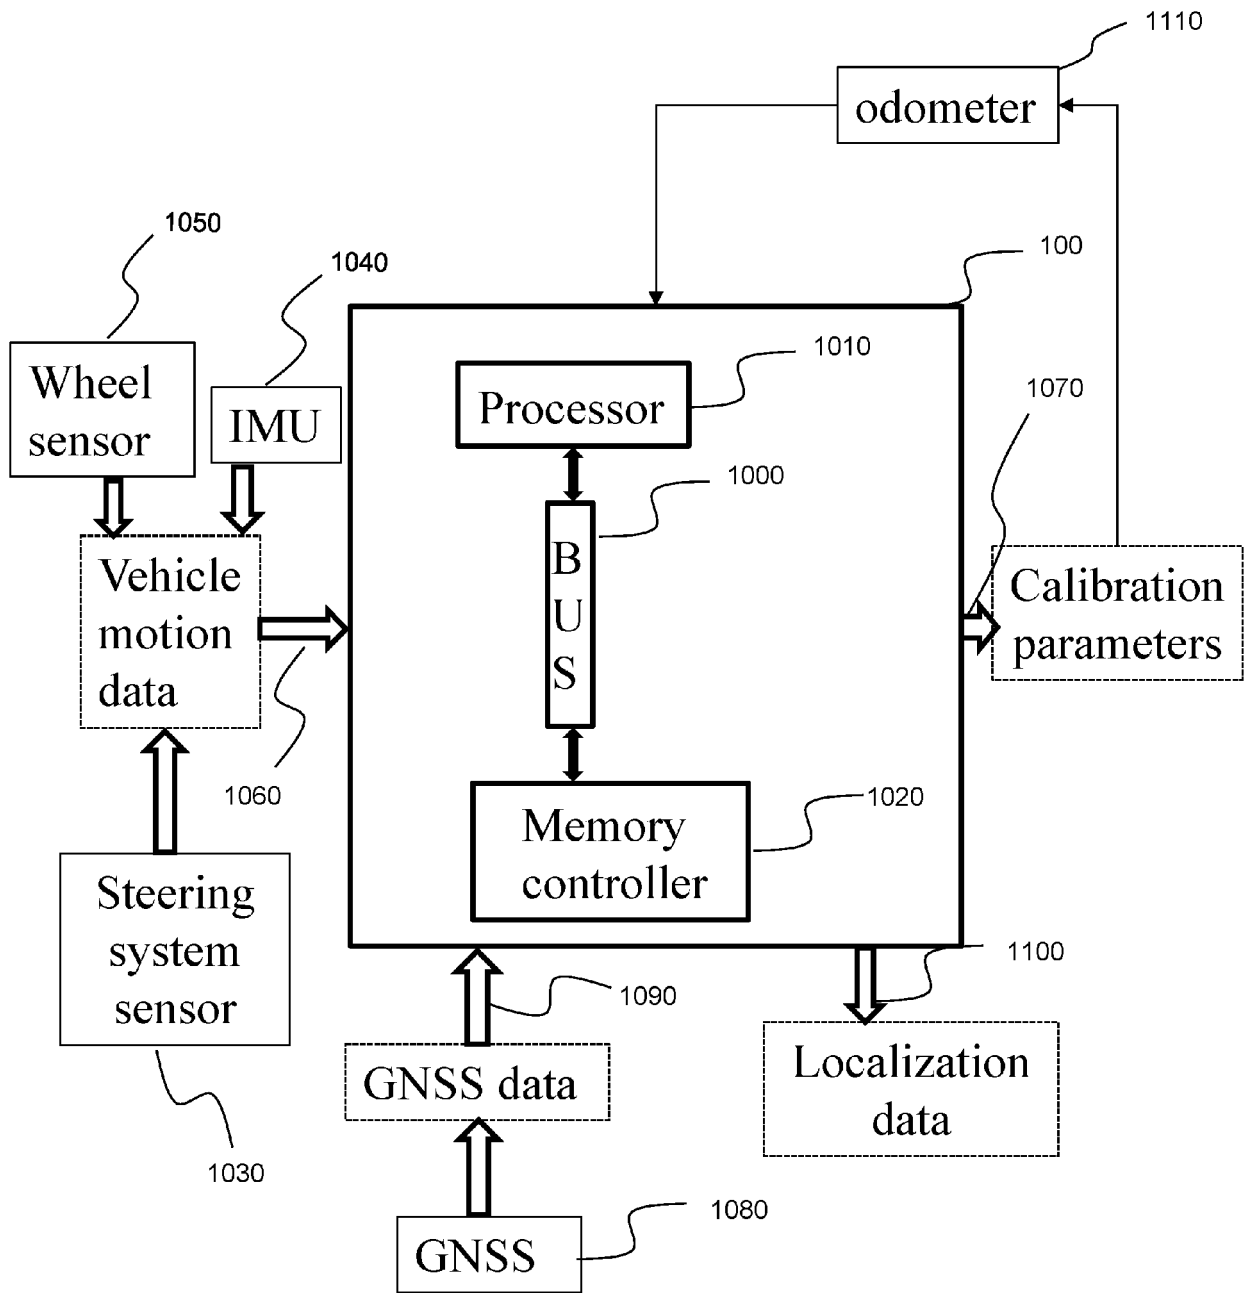 1110
odometer
1050
1040
100
Wheel
sensor
IMU
1010
Processor
1070
1000
B
U
S
Vehicle
motion
data
Calibration
parameters
1060
1020
Memory
controller
Steering
system
sensor
1090
1100
GNSS data
Localization
data
1030
1080
GNSS